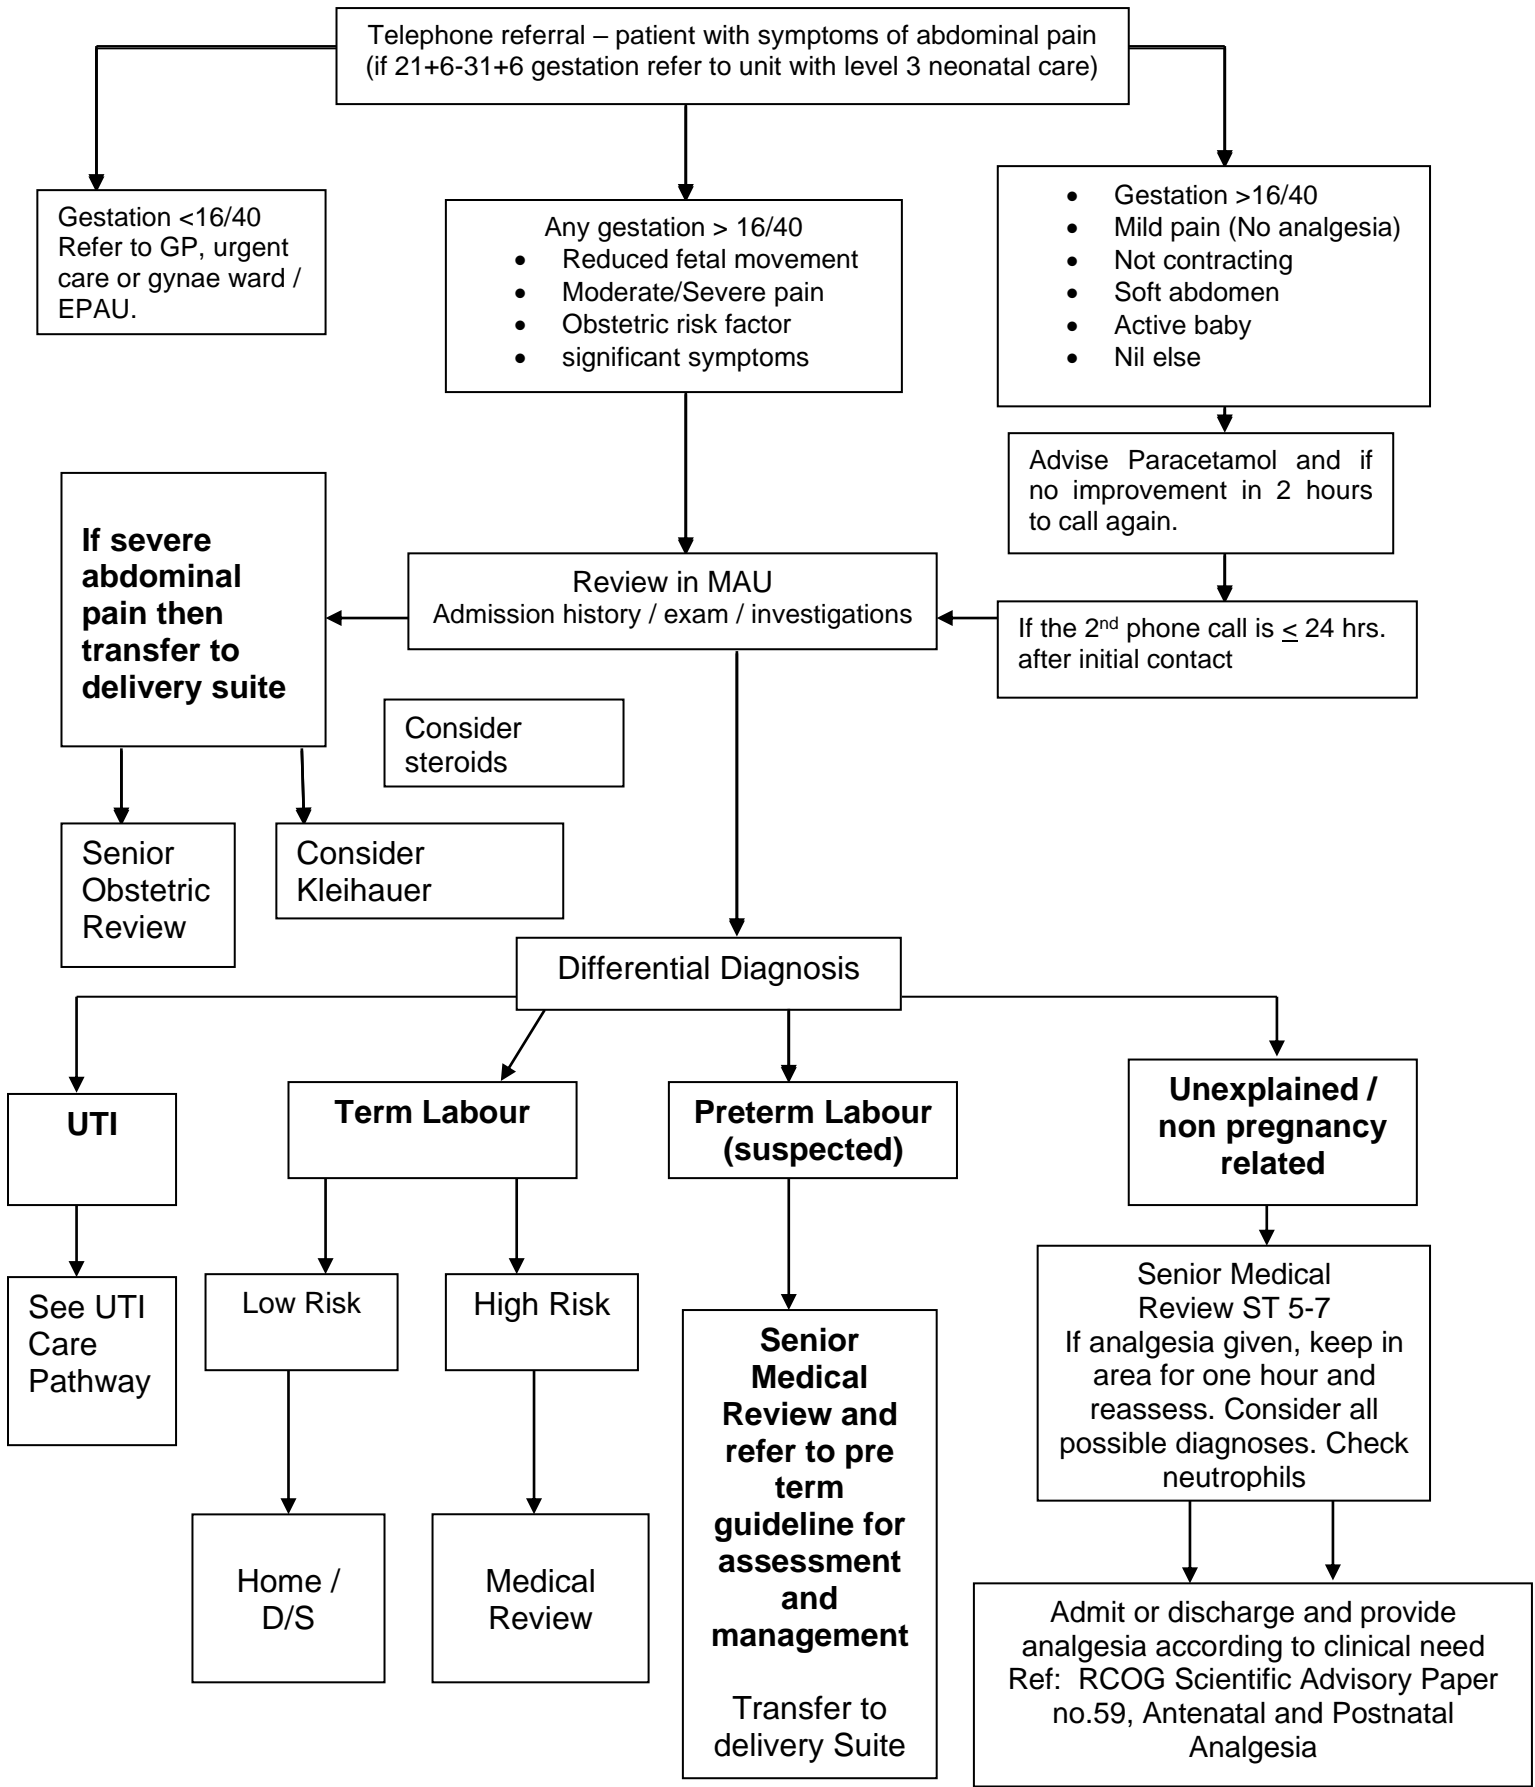 Telephone referral – patient with symptoms of abdominal pain
(if 21+6-31+6 gestation refer to unit with level 3 neonatal care)
Gestation <16/40
Refer to GP, urgent
care or gynae ward /
EPAU.
Any gestation > 16/40
• Reduced fetal movement
• Moderate/Severe pain
• Obstetric risk factor
• significant symptoms
• Gestation >16/40
• Mild pain (No analgesia)
• Not contracting
• Soft abdomen
• Active baby
• Nil else
Advise Paracetamol and if
no improvement in 2 hours
to call again.
If severe
abdominal
pain then
transfer to
delivery suite
Review in MAU
Admission history / exam / investigations
If the 2nd phone call is ≤ 24 hrs.
after initial contact
Consider
steroids
Senior
Obstetric
Review
Consider
Kleihauer
Differential Diagnosis
UTI
Term Labour
Preterm Labour
(suspected)
Unexplained /
non pregnancy
related
See UTI
Care
Pathway
Low Risk
High Risk
Senior
Medical
Review and
refer to pre
term
guideline for
assessment
and
management
Transfer to
delivery Suite
Senior Medical
Review ST 5-7
If analgesia given, keep in
area for one hour and
reassess. Consider all
possible diagnoses. Check
neutrophils
Home /
D/S
Medical
Review
Admit or discharge and provide
analgesia according to clinical need
Ref: RCOG Scientific Advisory Paper
no.59, Antenatal and Postnatal
Analgesia